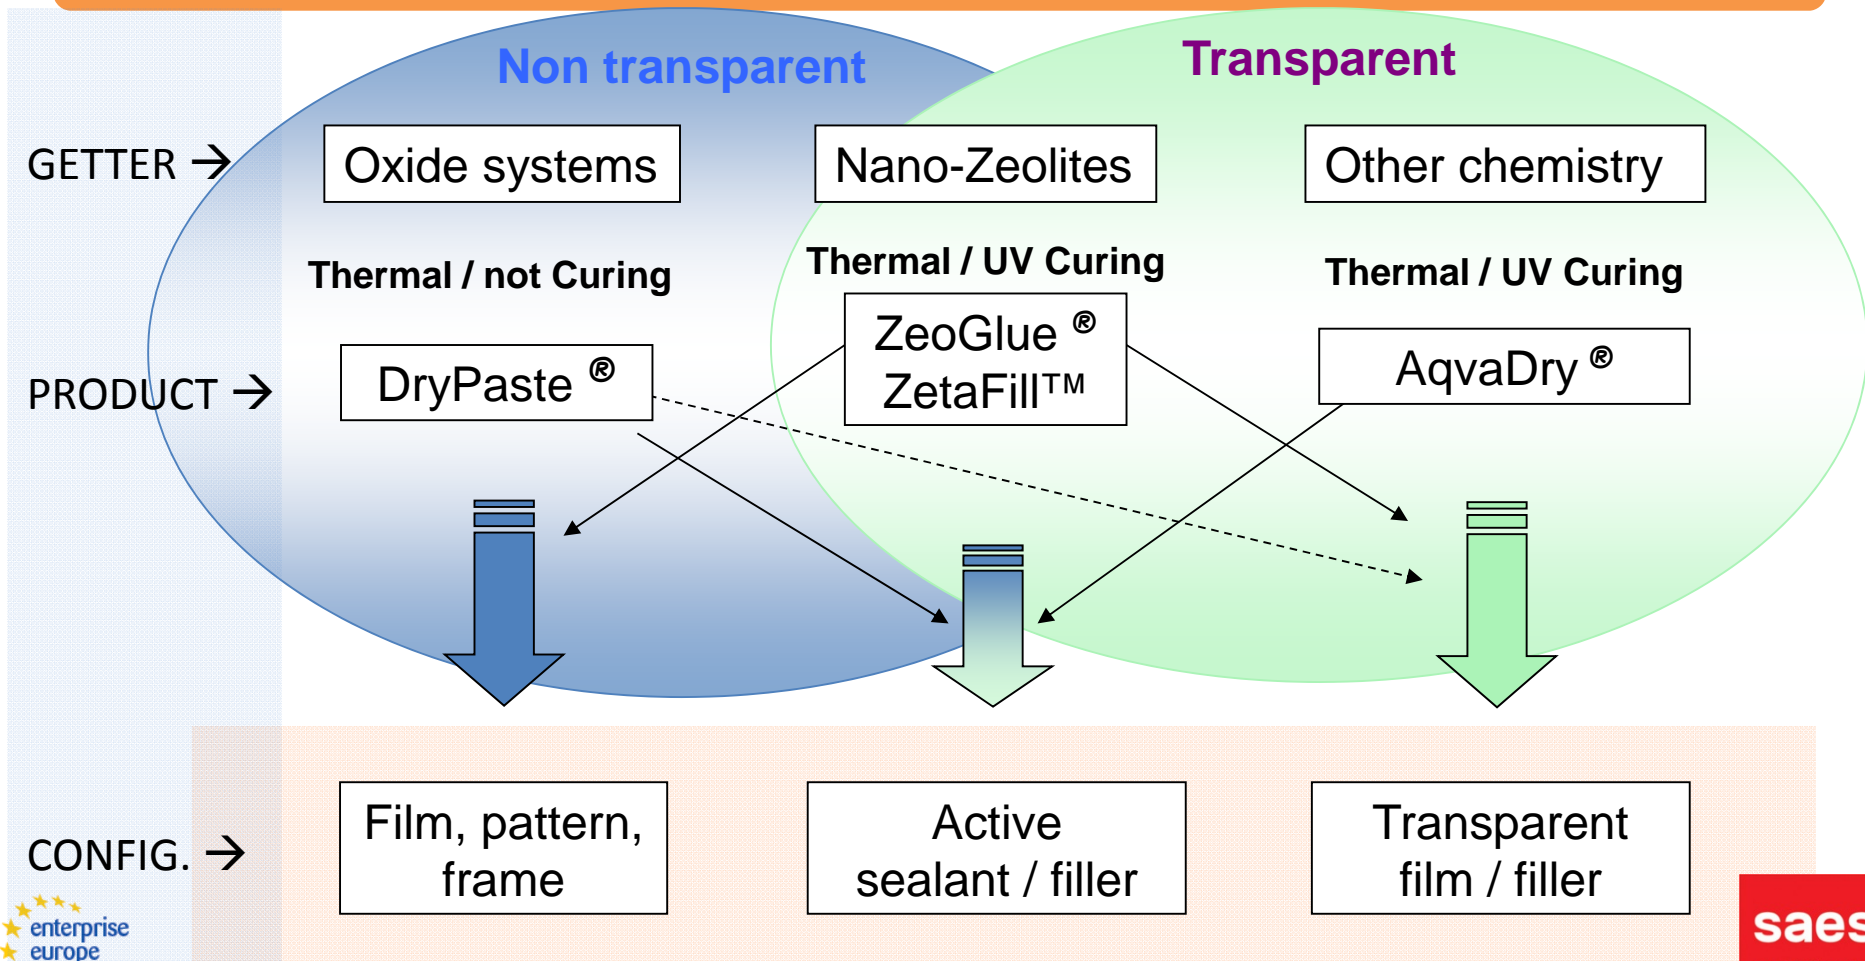 Non transparent
Transparent
GETTER →
Oxide systems
Nano-Zeolites
Other chemistry
Thermal / not Curing
Thermal / UV Curing
Thermal / UV Curing
PRODUCT →
DryPaste ®
ZeoGlue ®
ZetaFill™
AqvaDry ®
CONFIG. →
Film, pattern,
frame
Active
sealant / filler
Transparent
film / filler
enterprise
europe
saes